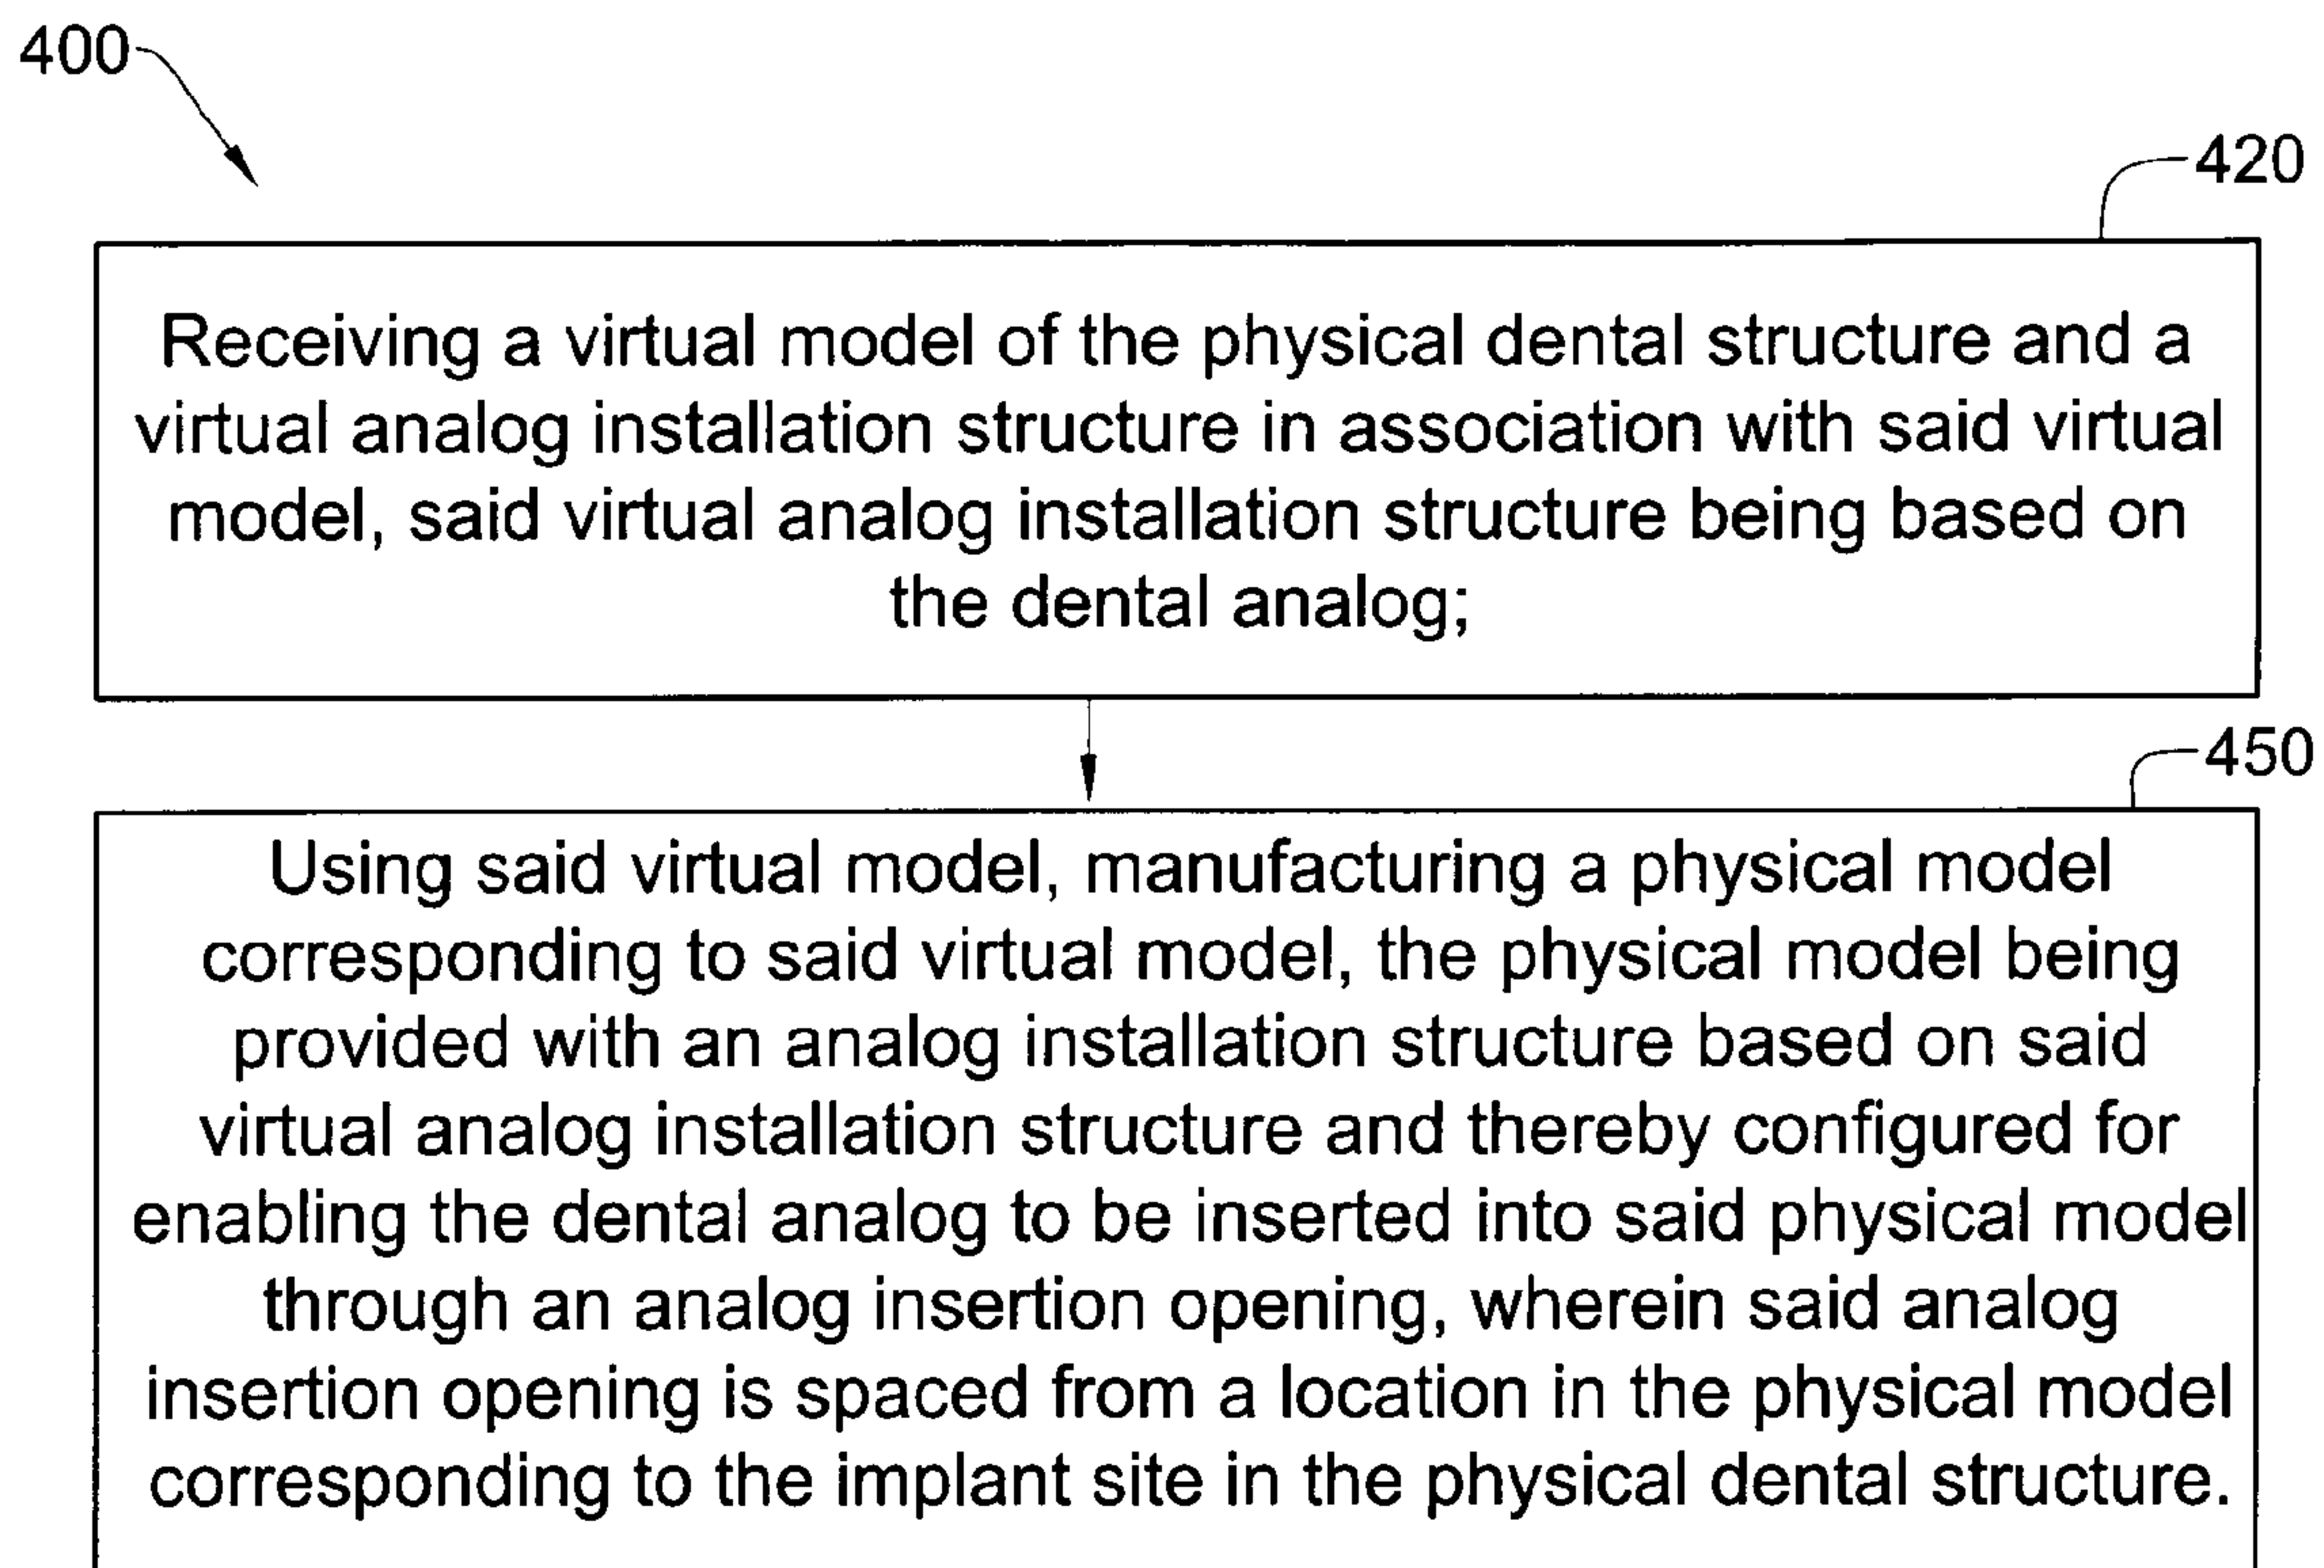 400
420
Receiving a virtual model of the physical dental structure and a
virtual analog installation structure in association with said virtual
model, said virtual analog installation structure being based on
the dental analog;
450
Using said virtual model, manufacturing a physical model
corresponding to said virtual model, the physical model being
provided with an analog installation structure based on said
virtual analog installation structure and thereby configured for
enabling the dental analog to be inserted into said physical model
through an analog insertion opening, wherein said analog
insertion opening is spaced from a location in the physical model
corresponding to the implant site in the physical dental structure.